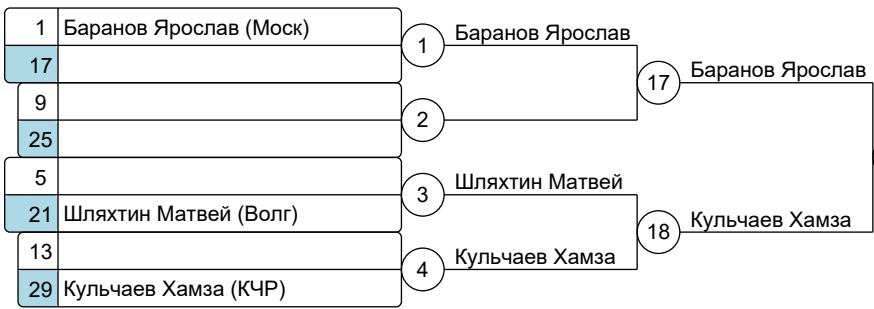 1 Баранов Ярослав (Моск)
17
1 Баранов Ярослав
9
25
2
17 Баранов Ярослав
5
21 Шляхтин Матвей (Волг)
3 Шляхтин Матвей
13
29 Кульчаев Хамза (КЧР)
4 Кульчаев Хамза
18 Кульчаев Хамза